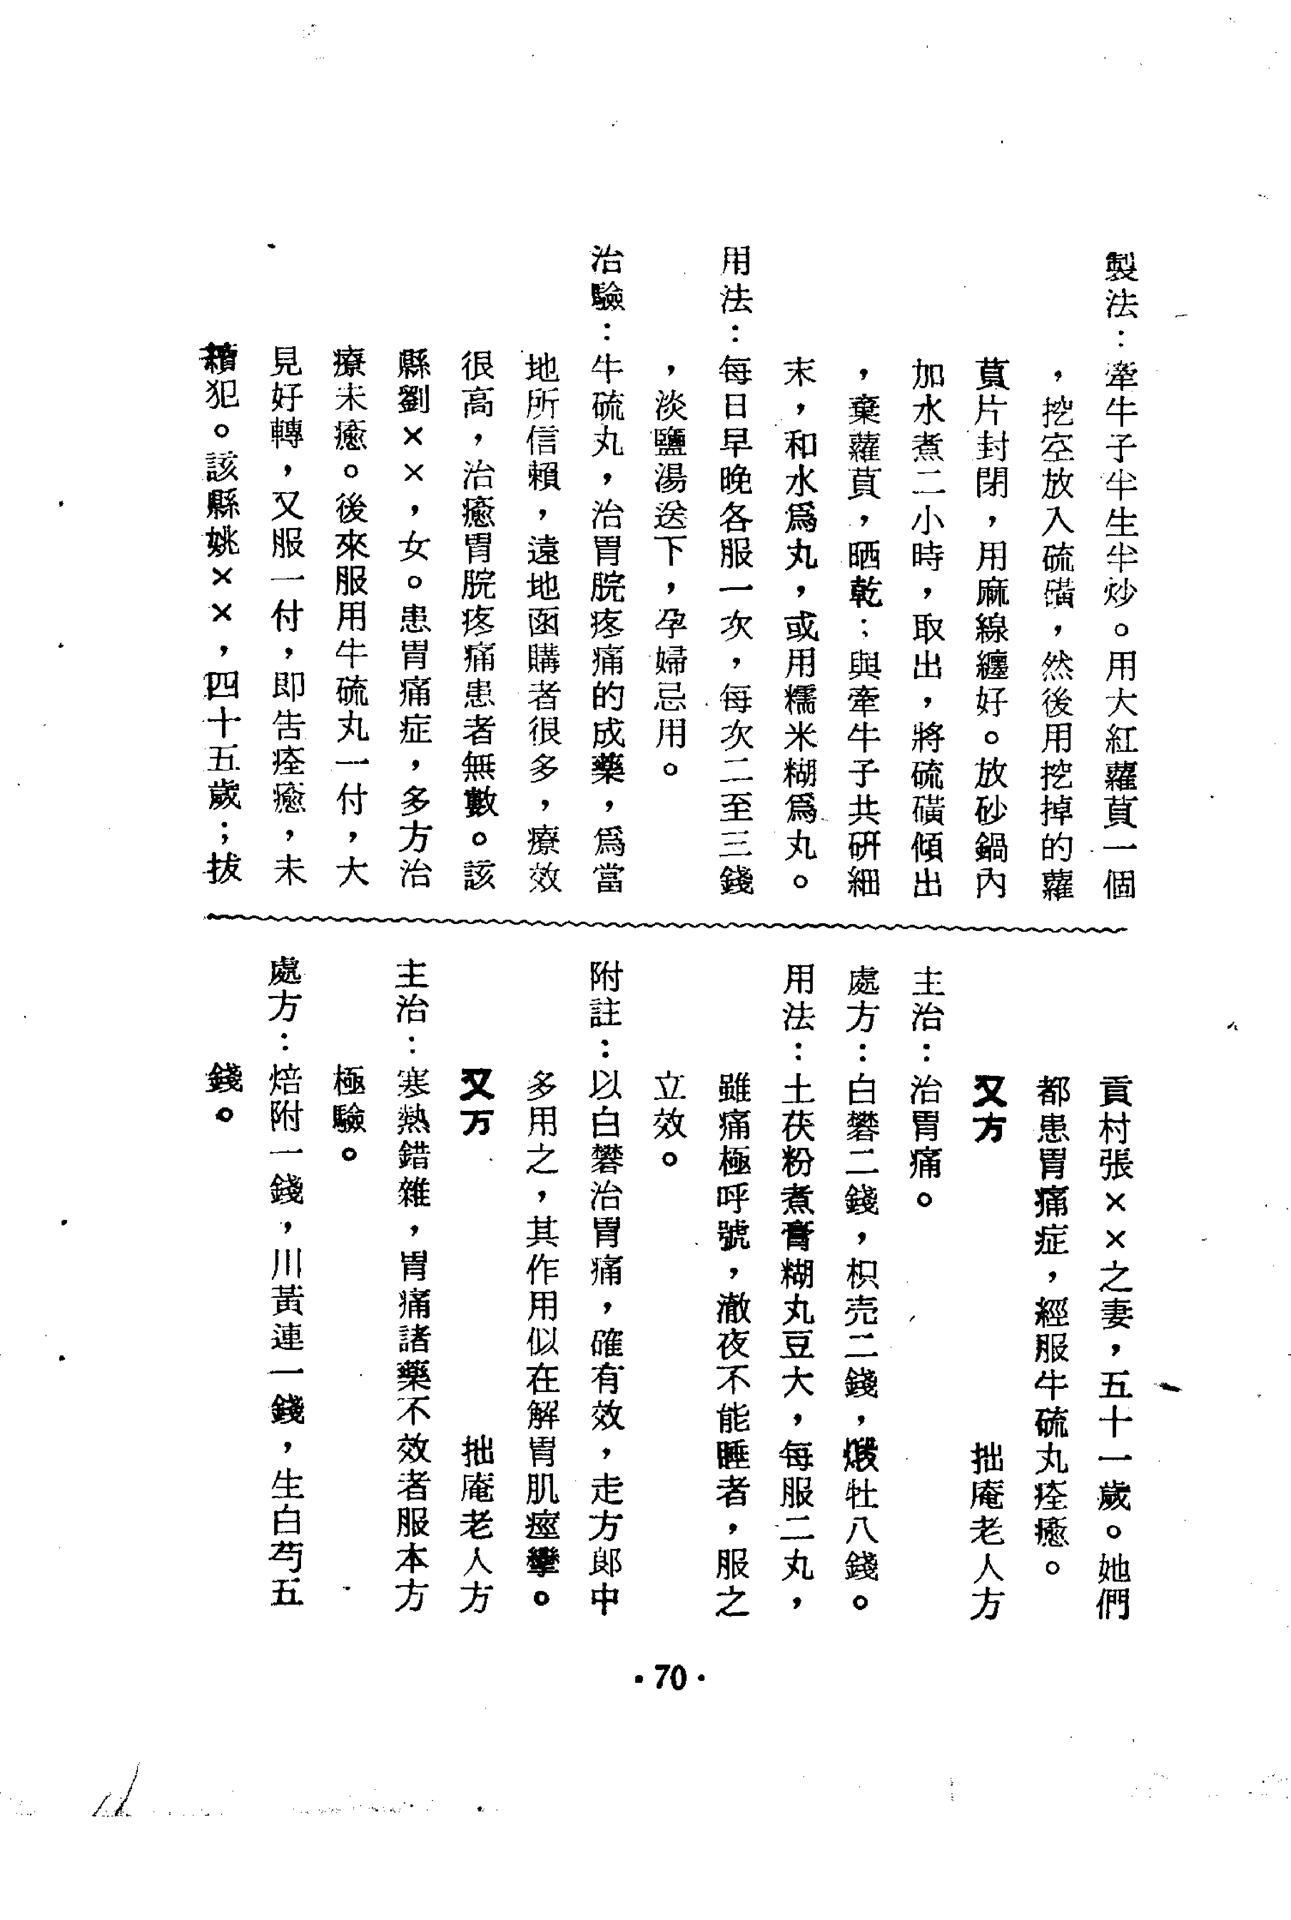 製法：牽牛子半生半炒。用大紅蘿蔔一個
，挖空放入硫磺，然後用挖掉的蘿
蔔片封閉，用麻線纏好。放砂鍋內
加水煮二小時，取出，將硫磺傾出
，棄蘿蔔，晒乾；與牽牛子共研細
末，和水爲丸，或用糯米糊爲丸。
用法：每日早晚各服一次，每次二至三錢
，淡鹽湯送下，孕婦忌用。
治驗：牛硫丸，治胃脘疼痛的成藥，爲當
地所信賴，遠地函購者很多，療效
很高，治癒胃脘疼痛患者無數。該
縣劉××，女。患胃痛症，多方治
療未癒。後來服用牛硫丸一付，大
見好轉，又服一付，即告痊癒，未
犯。該縣姚××，四十五歲；拔
貢村張××之妻，五十一歲。她們
都患胃痛症，經服牛硫丸痊癒。
又方　拙庵老人方
主治：治胃痛。
處方：白礬二錢，枳壳二錢，煅牡八錢。
用法：土茯粉煮膏糊丸豆大，每服二丸，
雖痛極呼號，澈夜不能睡者，服之
立效。
附註：以白礬治胃痛，確有效，走方郎中
多用之，其作用似在解胃肌痙攣。
又方　拙庵老人方
主治：寒熱錯雜，胃痛諸藥不效者服本方
極驗。
處方：焙附一錢，川黃連一錢，生白芍五
錢。
·70·